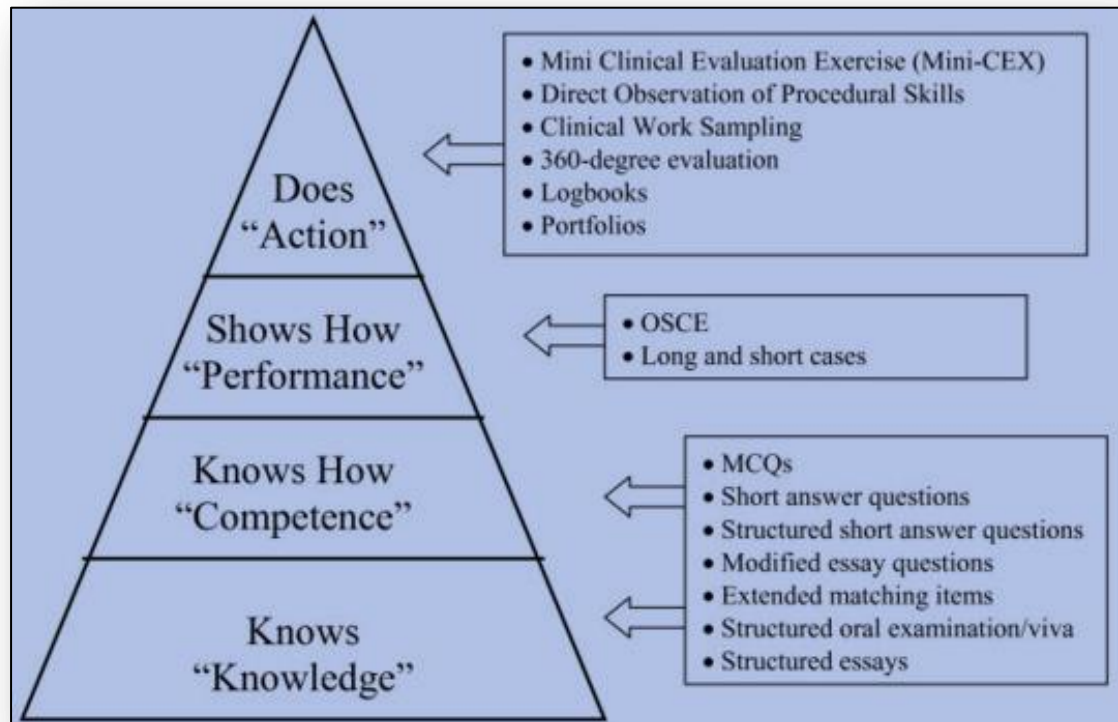 Does
“Action”
Shows How
“Performance”
Knows How
“Competence”
Knows
“Knowledge”
• Mini Clinical Evaluation Exercise (Mini-CEX)
• Direct Observation of Procedural Skills
• Clinical Work Sampling
• 360-degree evaluation
• Logbooks
• Portfolios
• OSCE
• Long and short cases
• MCQs
• Short answer questions
• Structured short answer questions
• Modified essay questions
• Extended matching items
• Structured oral examination/viva
• Structured essays